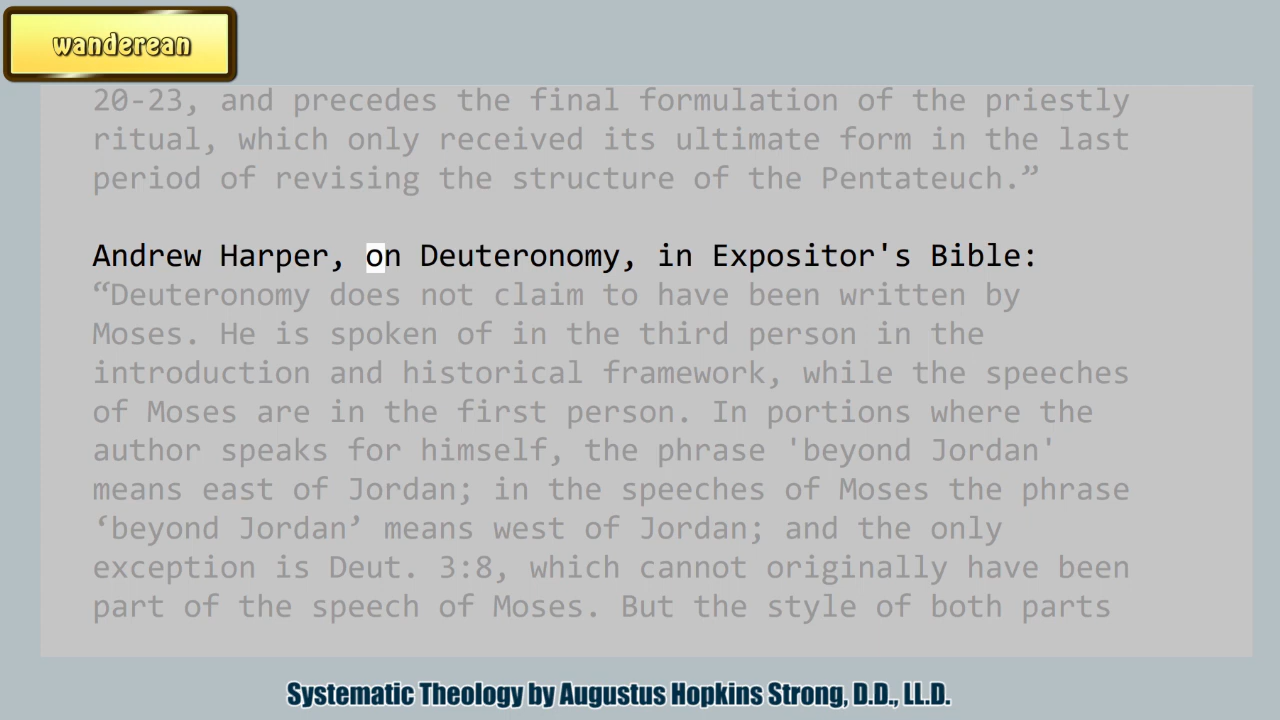 wanderean
20-23, and precedes the final formulation of the priestly
ritual, which only received its ultimate form in the last
period of revising the structure of the Pentateuch.”
Andrew Harper, on Deuteronomy, in Expositor's Bible:
“Deuteronomy does not claim to have been written by
Moses. He is spoken of in the third person in the
introduction and historical framework, while the speeches
of Moses are in the first person. In portions where the
author speaks for himself, the phrase 'beyond Jordan'
means east of Jordan; in the speeches of Moses the phrase
‘beyond Jordan’ means west of Jordan; and the only
exception is Deut. 3:8, which cannot originally have been
part of the speech of Moses. But the style of both parts
Systematic Theology by Augustus Hopkins Strong, D.D., LL.D.